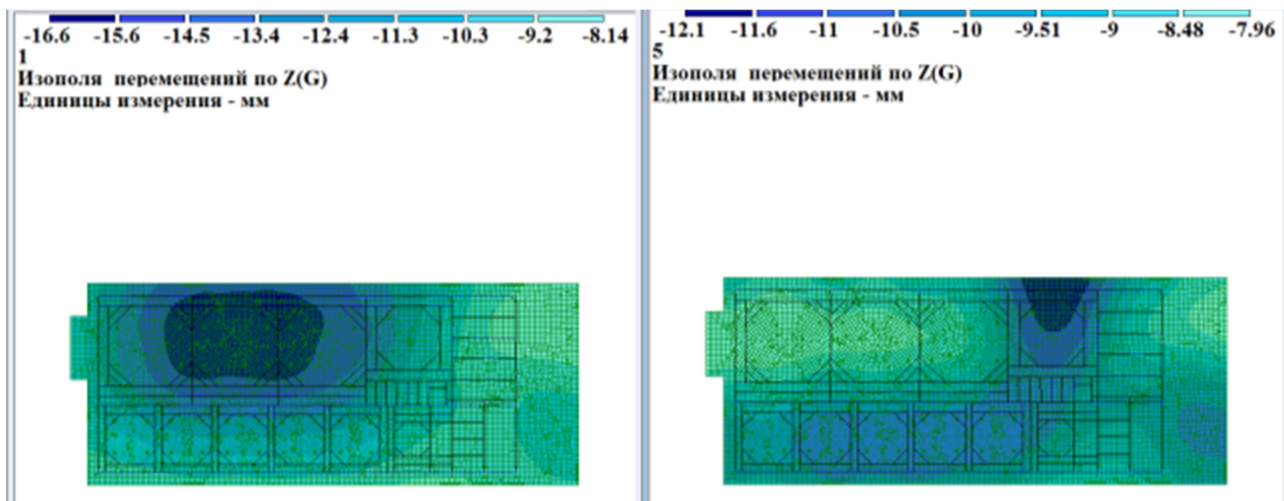 -16.6 -15.6 -14.5 -13.4 -12.4 -11.3 -10.3 -9.2 -8.14
1
Изополя перемещений по Z(G)
Единицы измерения - мм
-12.1 -11.6 -11 -10.5 -10 -9.51 -9 -8.48 -7.96
5
Изополя перемещений по Z(G)
Единицы измерения - мм